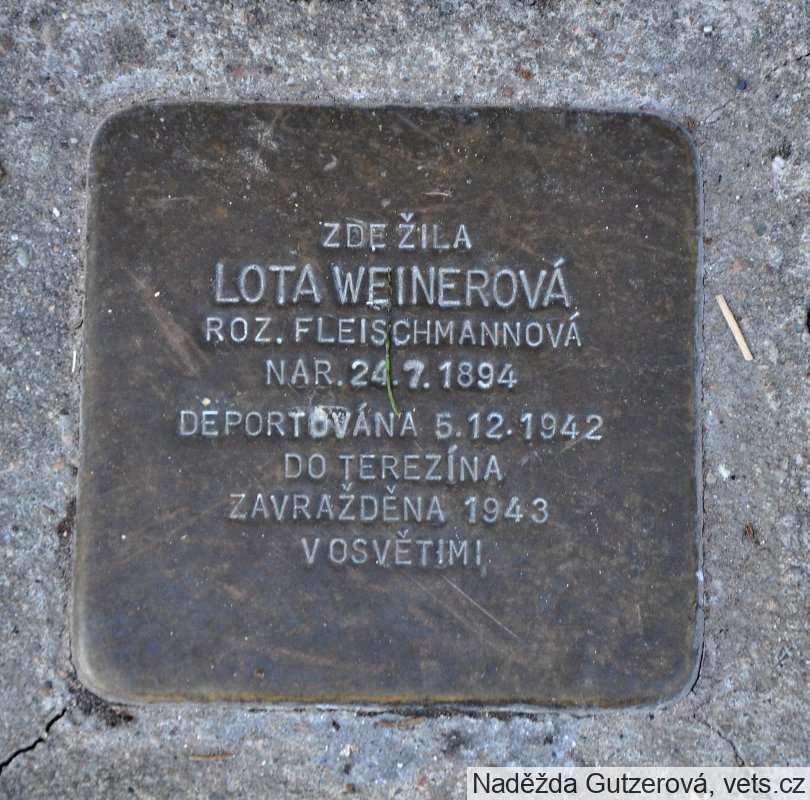 ZDE ŽILA
LOTA WEINEROVÁ
ROZ. FLEISCHMANNOVÁ
NAR. 24.7. 1894
DEPORTOVÁNA 5.12.1942
DO TEREZÍNA
ZAVRAŽDĚNA 1943
V OSVĚTIMI
Naděžda Gutzerová, vets.cz